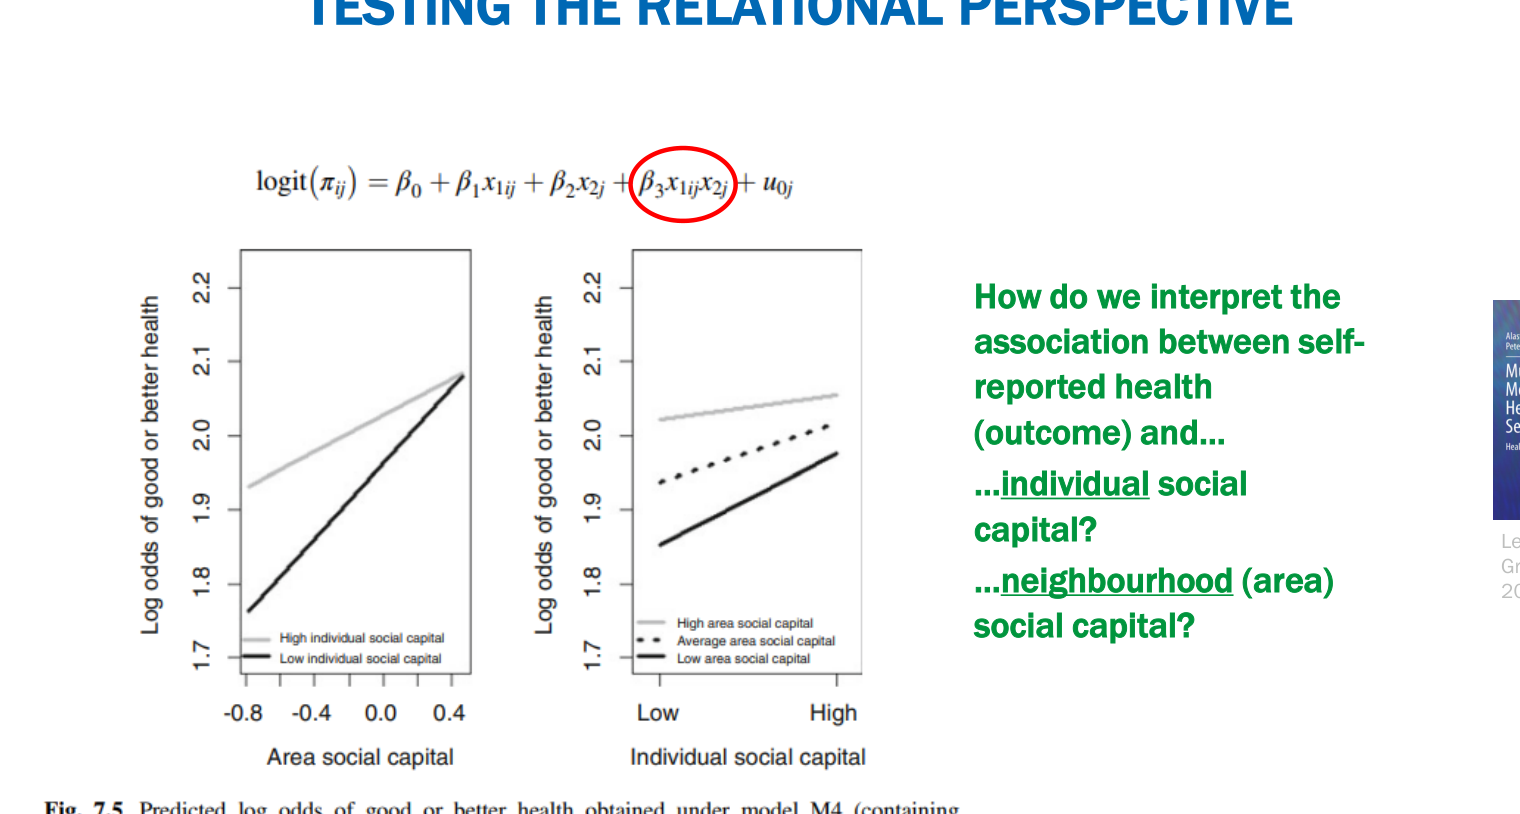 TESTING THE RELATIONAL PERSPECTIVE
logit(πij) = β0 + β1x1ij + β2x2j + β3x1ijx2j + u0j
Log odds of good or better health
2.2
2.1
2.0
1.9
1.8
1.7
High individual social capital
Low individual social capital
-0.8 -0.4 0.0 0.4
Area social capital
Log odds of good or better health
2.2
2.1
2.0
1.9
1.8
1.7
High area social capital
Average area social capital
Low area social capital
Low High
Individual social capital
How do we interpret the
association between self-
reported health
(outcome) and...
...individual social
capital?
...neighbourhood (area)
social capital?
Fig. 7.5 Predicted log odds of good or better health obtained under model M4 (containing